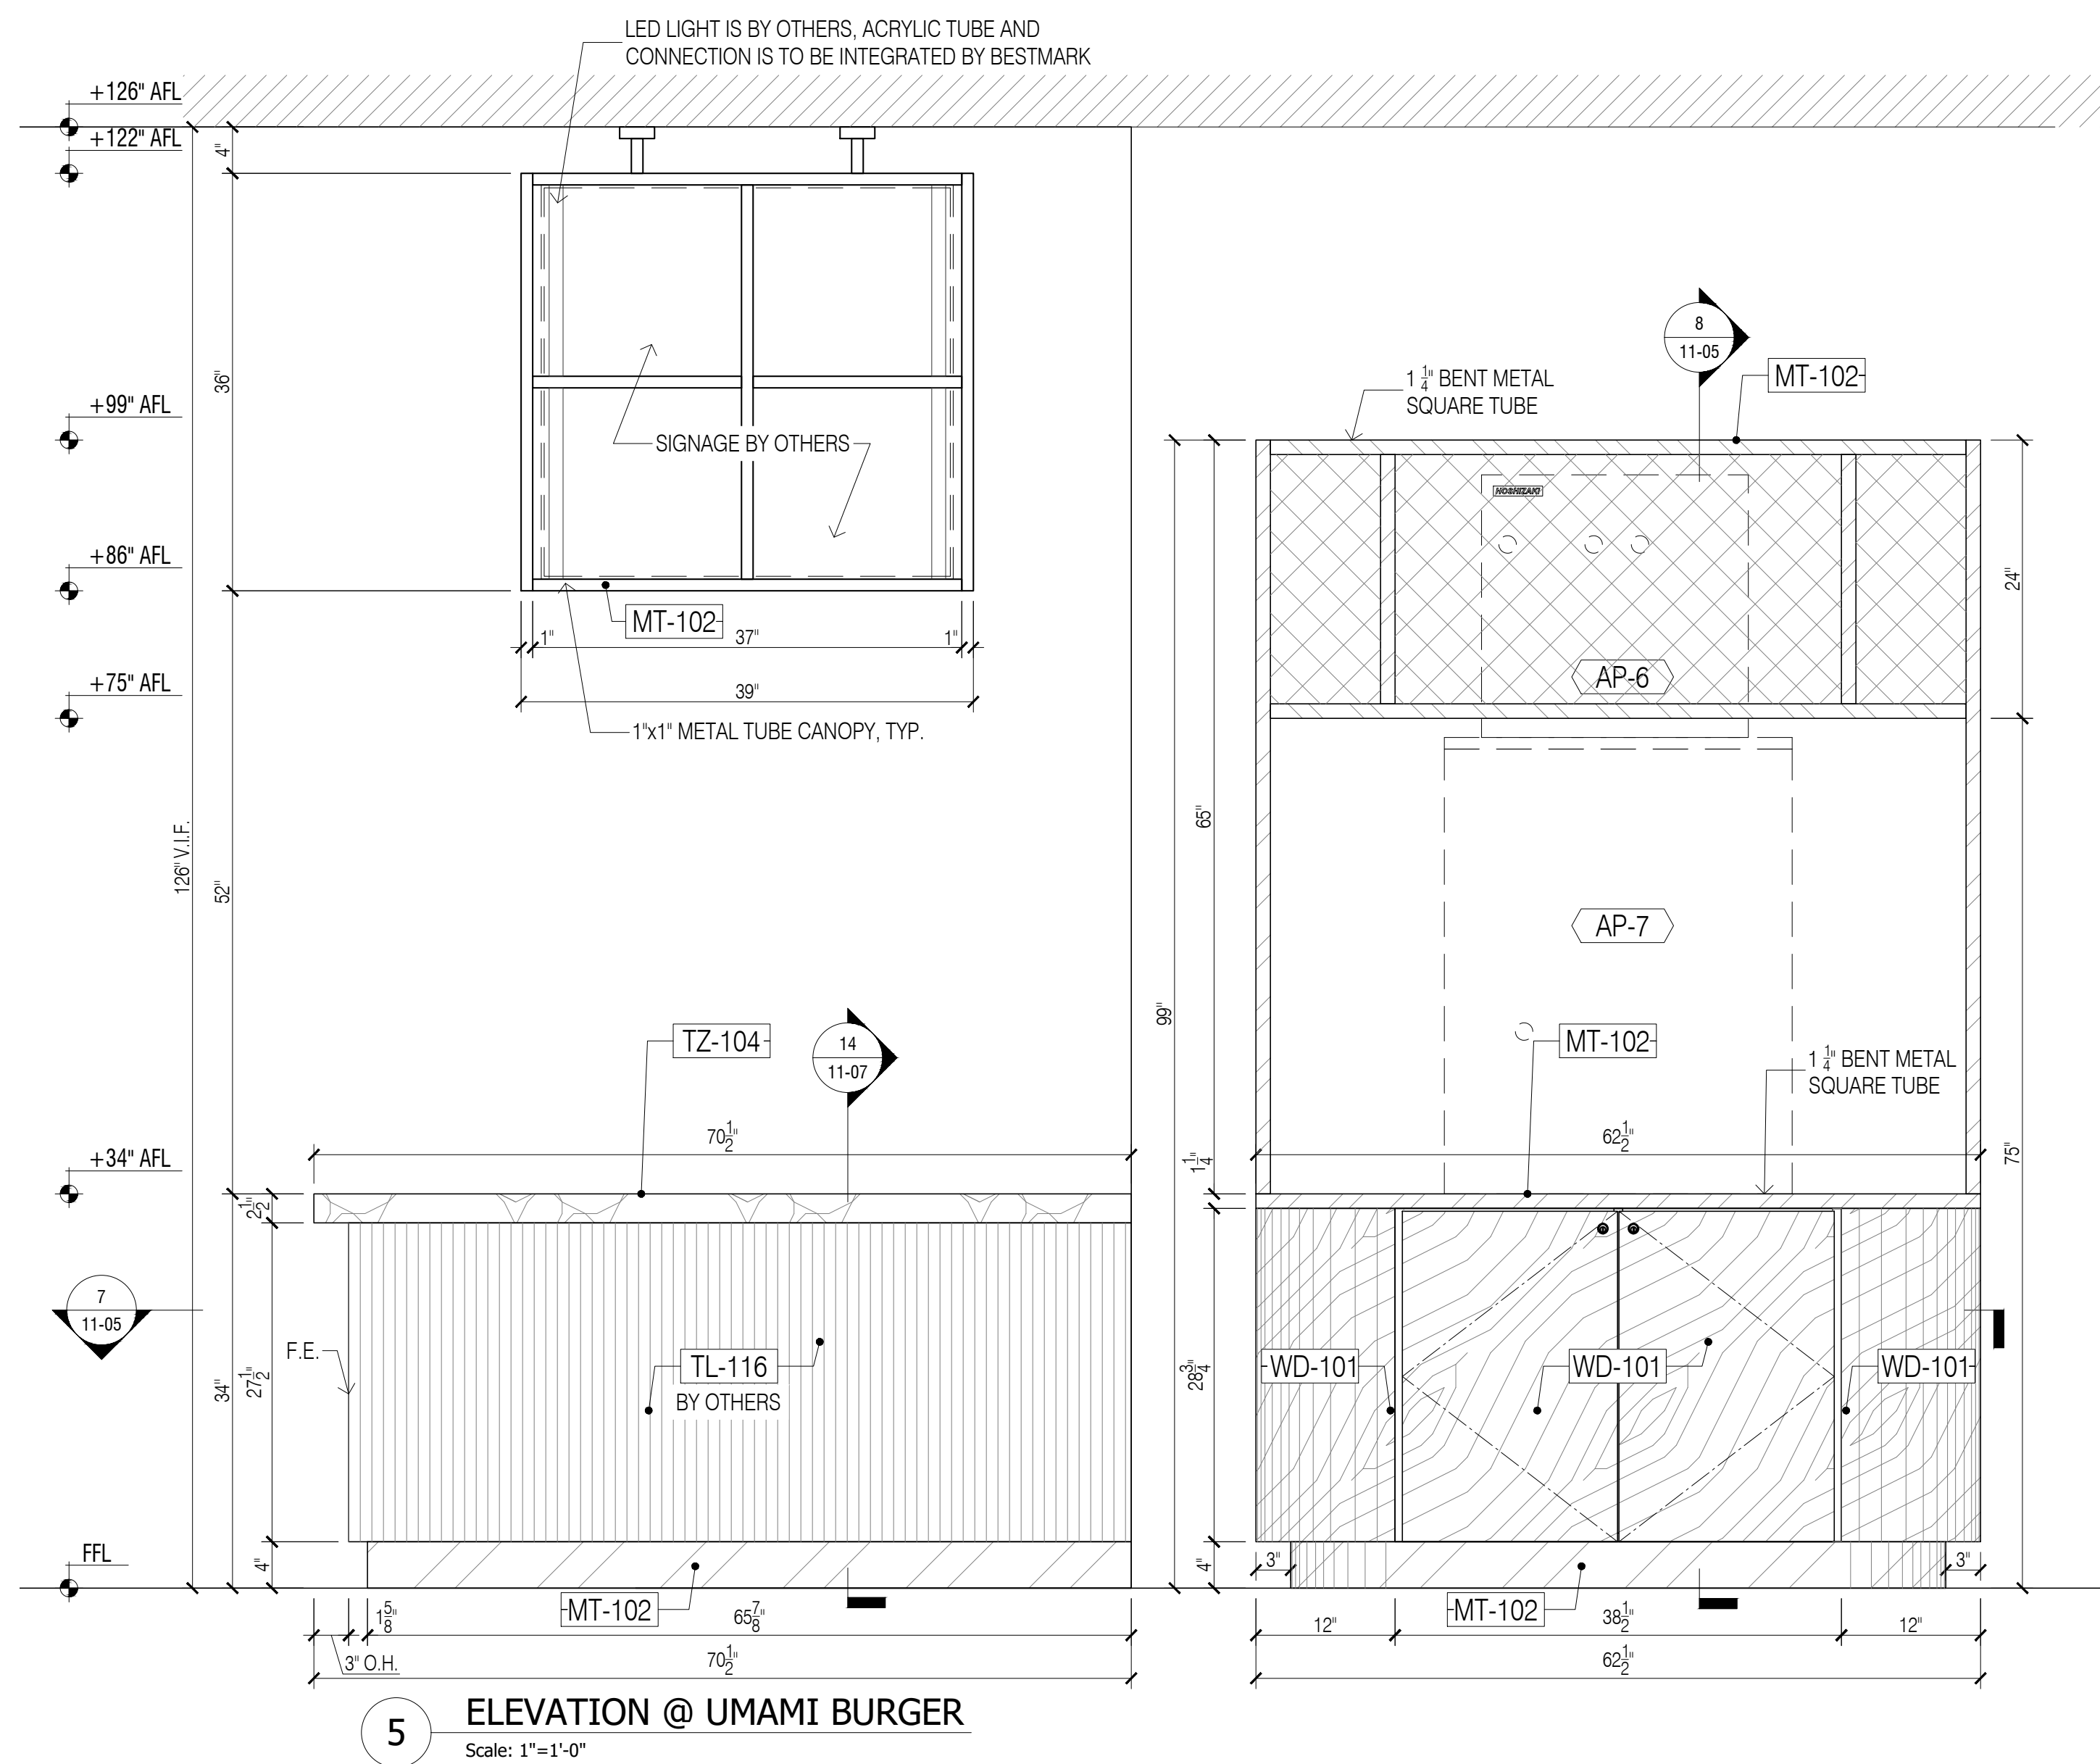 LED LIGHT IS BY OTHERS, ACRYLIC TUBE AND
CONNECTION IS TO BE INTEGRATED BY BESTMARK
+126" AFL
+122" AFL
4"
36"
+99" AFL
+86" AFL
+75" AFL
SIGNAGE BY OTHERS
MT-102
1"
37"
1"
39"
1"x1" METAL TUBE CANOPY, TYP.
8
11-05
MT-102
1 1/4" BENT METAL
SQUARE TUBE
HOSHIZAKI
AP-6
24"
65"
99"
126" V.I.F.
52"
AP-7
TZ-104
14
11-07
MT-102
1 1/4" BENT METAL
SQUARE TUBE
70 1/2"
62 1/2"
1 1/4"
75"
+34" AFL
2 1/2"
7
11-05
F.E.
34"
27 1/2"
TL-116
BY OTHERS
28 3/4"
WD-101
WD-101
WD-101
FFL
4"
4"
3"
3"
MT-102
MT-102
1 5/8"
65 7/8"
12"
38 1/2"
12"
3" O.H.
70 1/2"
62 1/2"
5
ELEVATION @ UMAMI BURGER
Scale: 1"=1'-0"